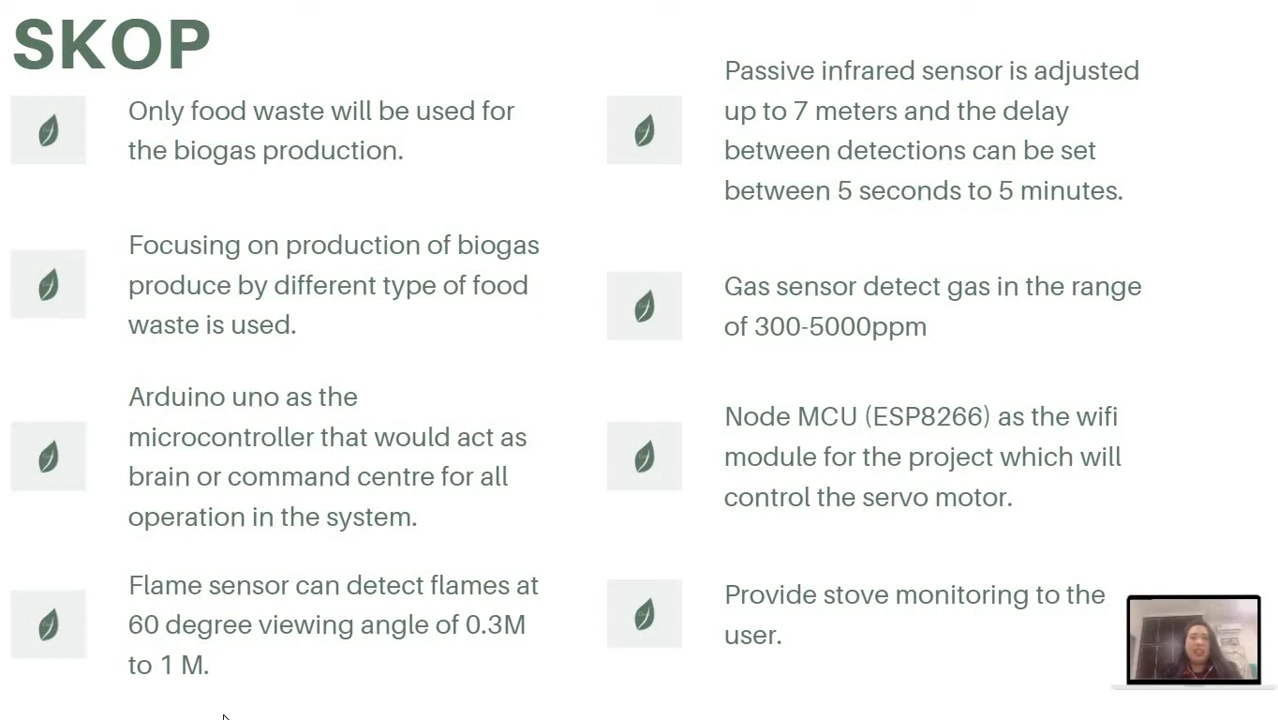 SKOP
Only food waste will be used for
the biogas production.
Focusing on production of biogas
produce by different type of food
waste is used.
Arduino uno as the
microcontroller that would act as
brain or command centre for all
operation in the system.
Flame sensor can detect flames at
60 degree viewing angle of 0.3M
to 1 M.
Passive infrared sensor is adjusted
up to 7 meters and the delay
between detections can be set
between 5 seconds to 5 minutes.
Gas sensor detect gas in the range
of 300-5000ppm
Node MCU (ESP8266) as the wifi
module for the project which will
control the servo motor.
Provide stove monitoring to the
user.